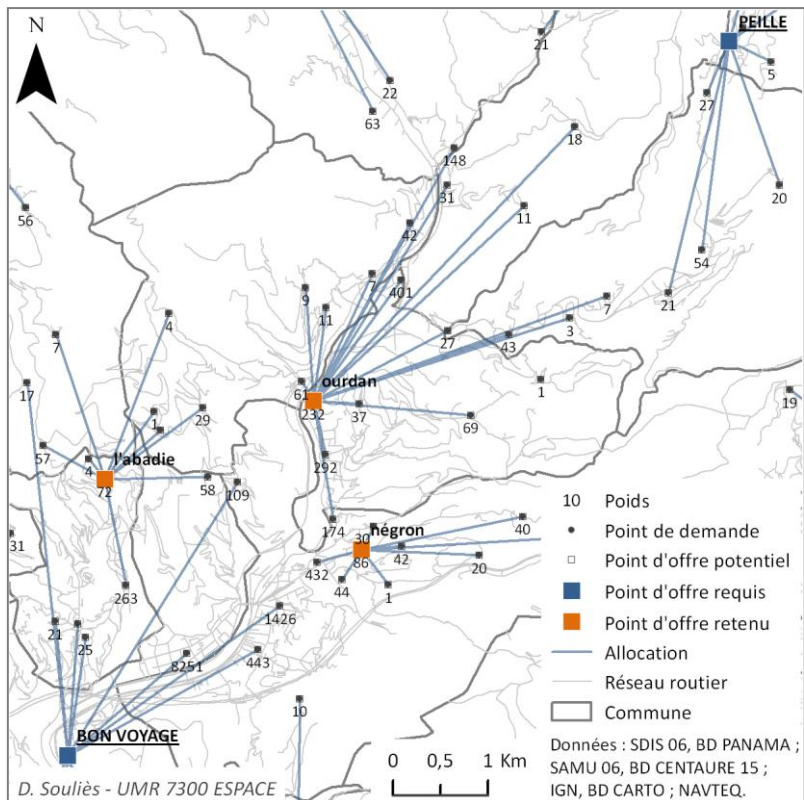 N
PEILLE
21
5
22
27
63
18
148
31
20
11
56
42
54
7
401
21
9
7
11
3
4
27
43
7
ourdan
61
1
17
232
37
19
1
29
69
57
l'abadie
4
292
72
58
109
174
négron
40
30
42
31
86
20
432
44
1
263
1426
21
25
443
8251
10
BON VOYAGE
10 Poids
Point de demande
Point d'offre potentiel
Point d'offre requis
Point d'offre retenu
Allocation
Réseau routier
Commune
0 0,5 1 Km
Données : SDIS 06, BD PANAMA ;
SAMU 06, BD CENTAURE 15 ;
IGN, BD CARTO ; NAVTEQ.
D. Souliès - UMR 7300 ESPACE